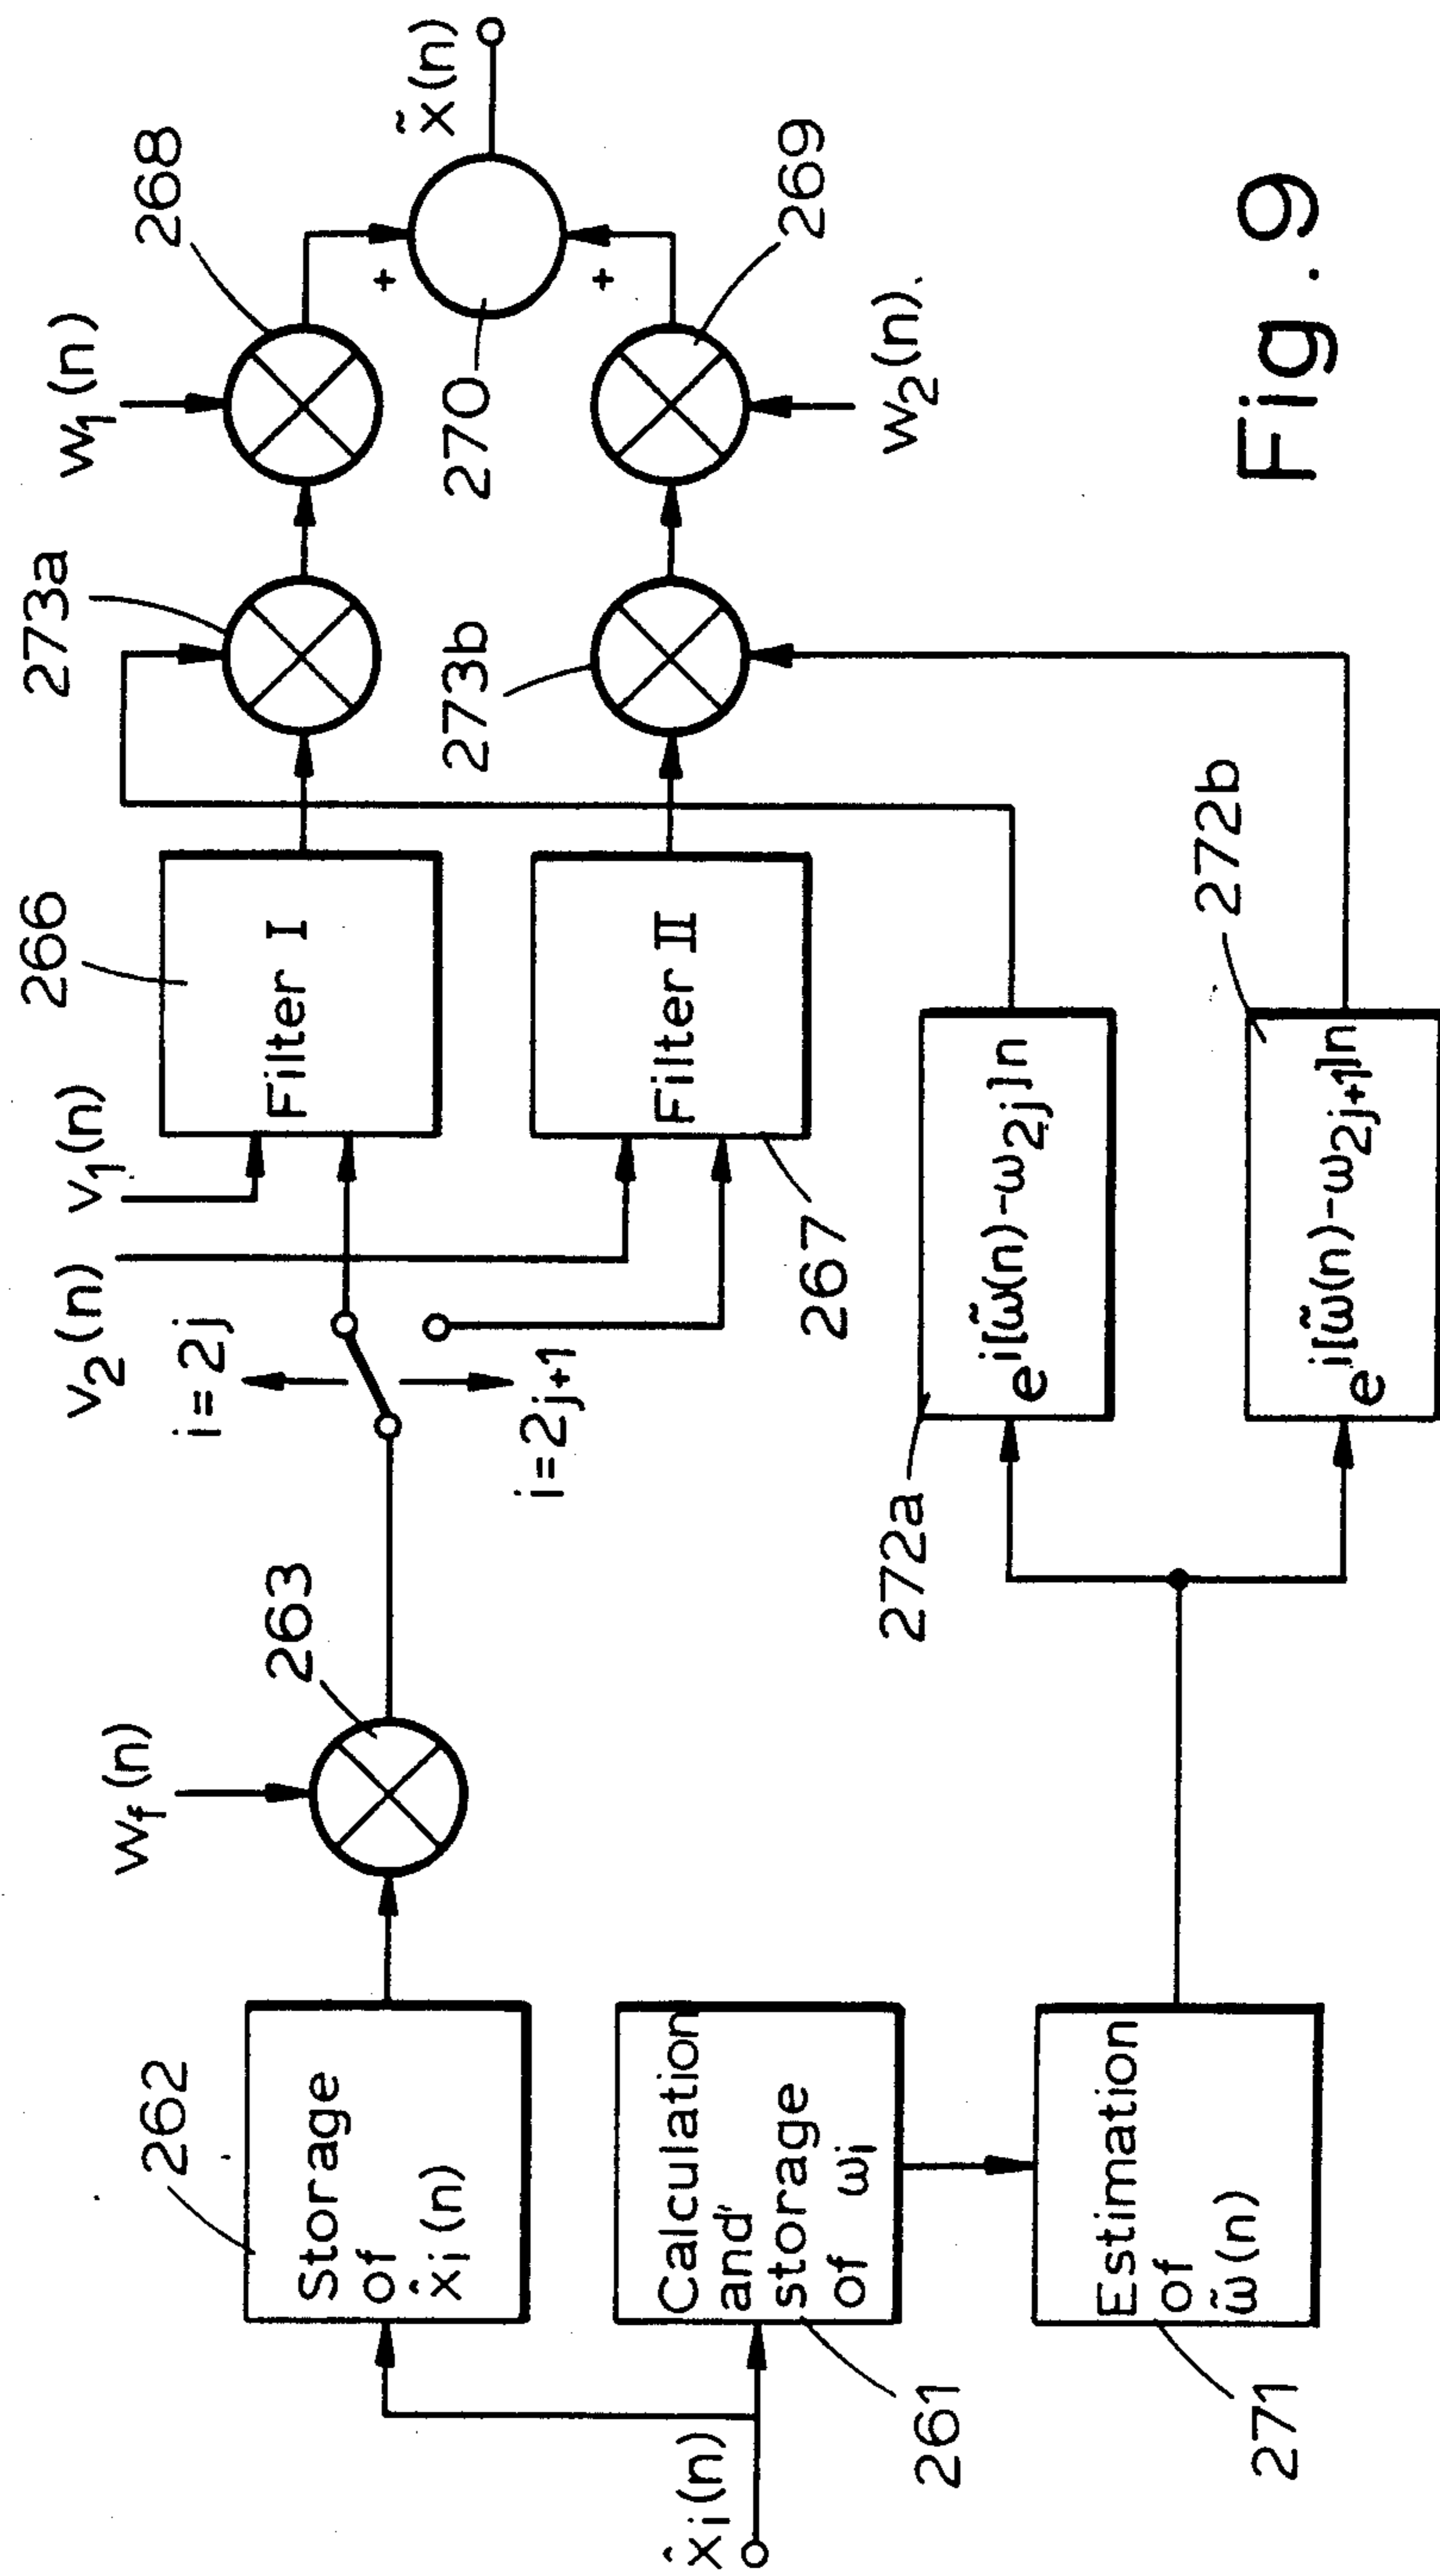 x̂i(n)
262
Storage
of
x̂i(n)
261
Calculation
and
storage
of ωi
271
Estimation
of
ω̃(n)
wf(n)
263
i=2j
i=2j+1
v2(n)
v1(n)
266
Filter I
267
Filter II
272a
e^i[ω̃(n)-ω2j]n
272b
e^i[ω̃(n)-ω2j+1]n
273a
273b
w1(n)
268
270
+
+
269
w2(n)
x̃(n)
Fig. 9